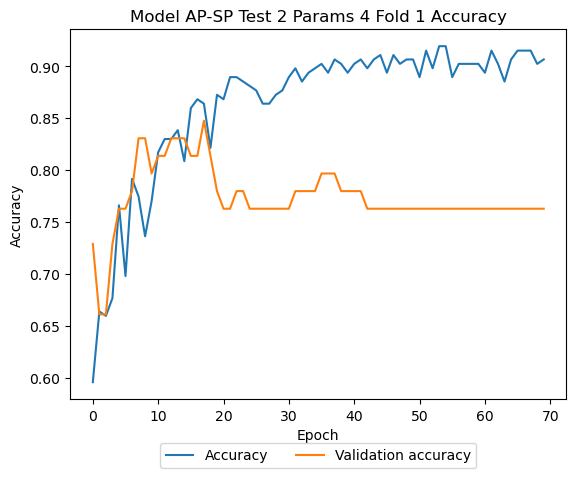 Model AP-SP Test 2 Params 4 Fold 1 Accuracy
Accuracy
0.90
0.85
0.80
0.75
0.70
0.65
0.60
0 10 20 30 40 50 60 70
Epoch
Accuracy Validation accuracy